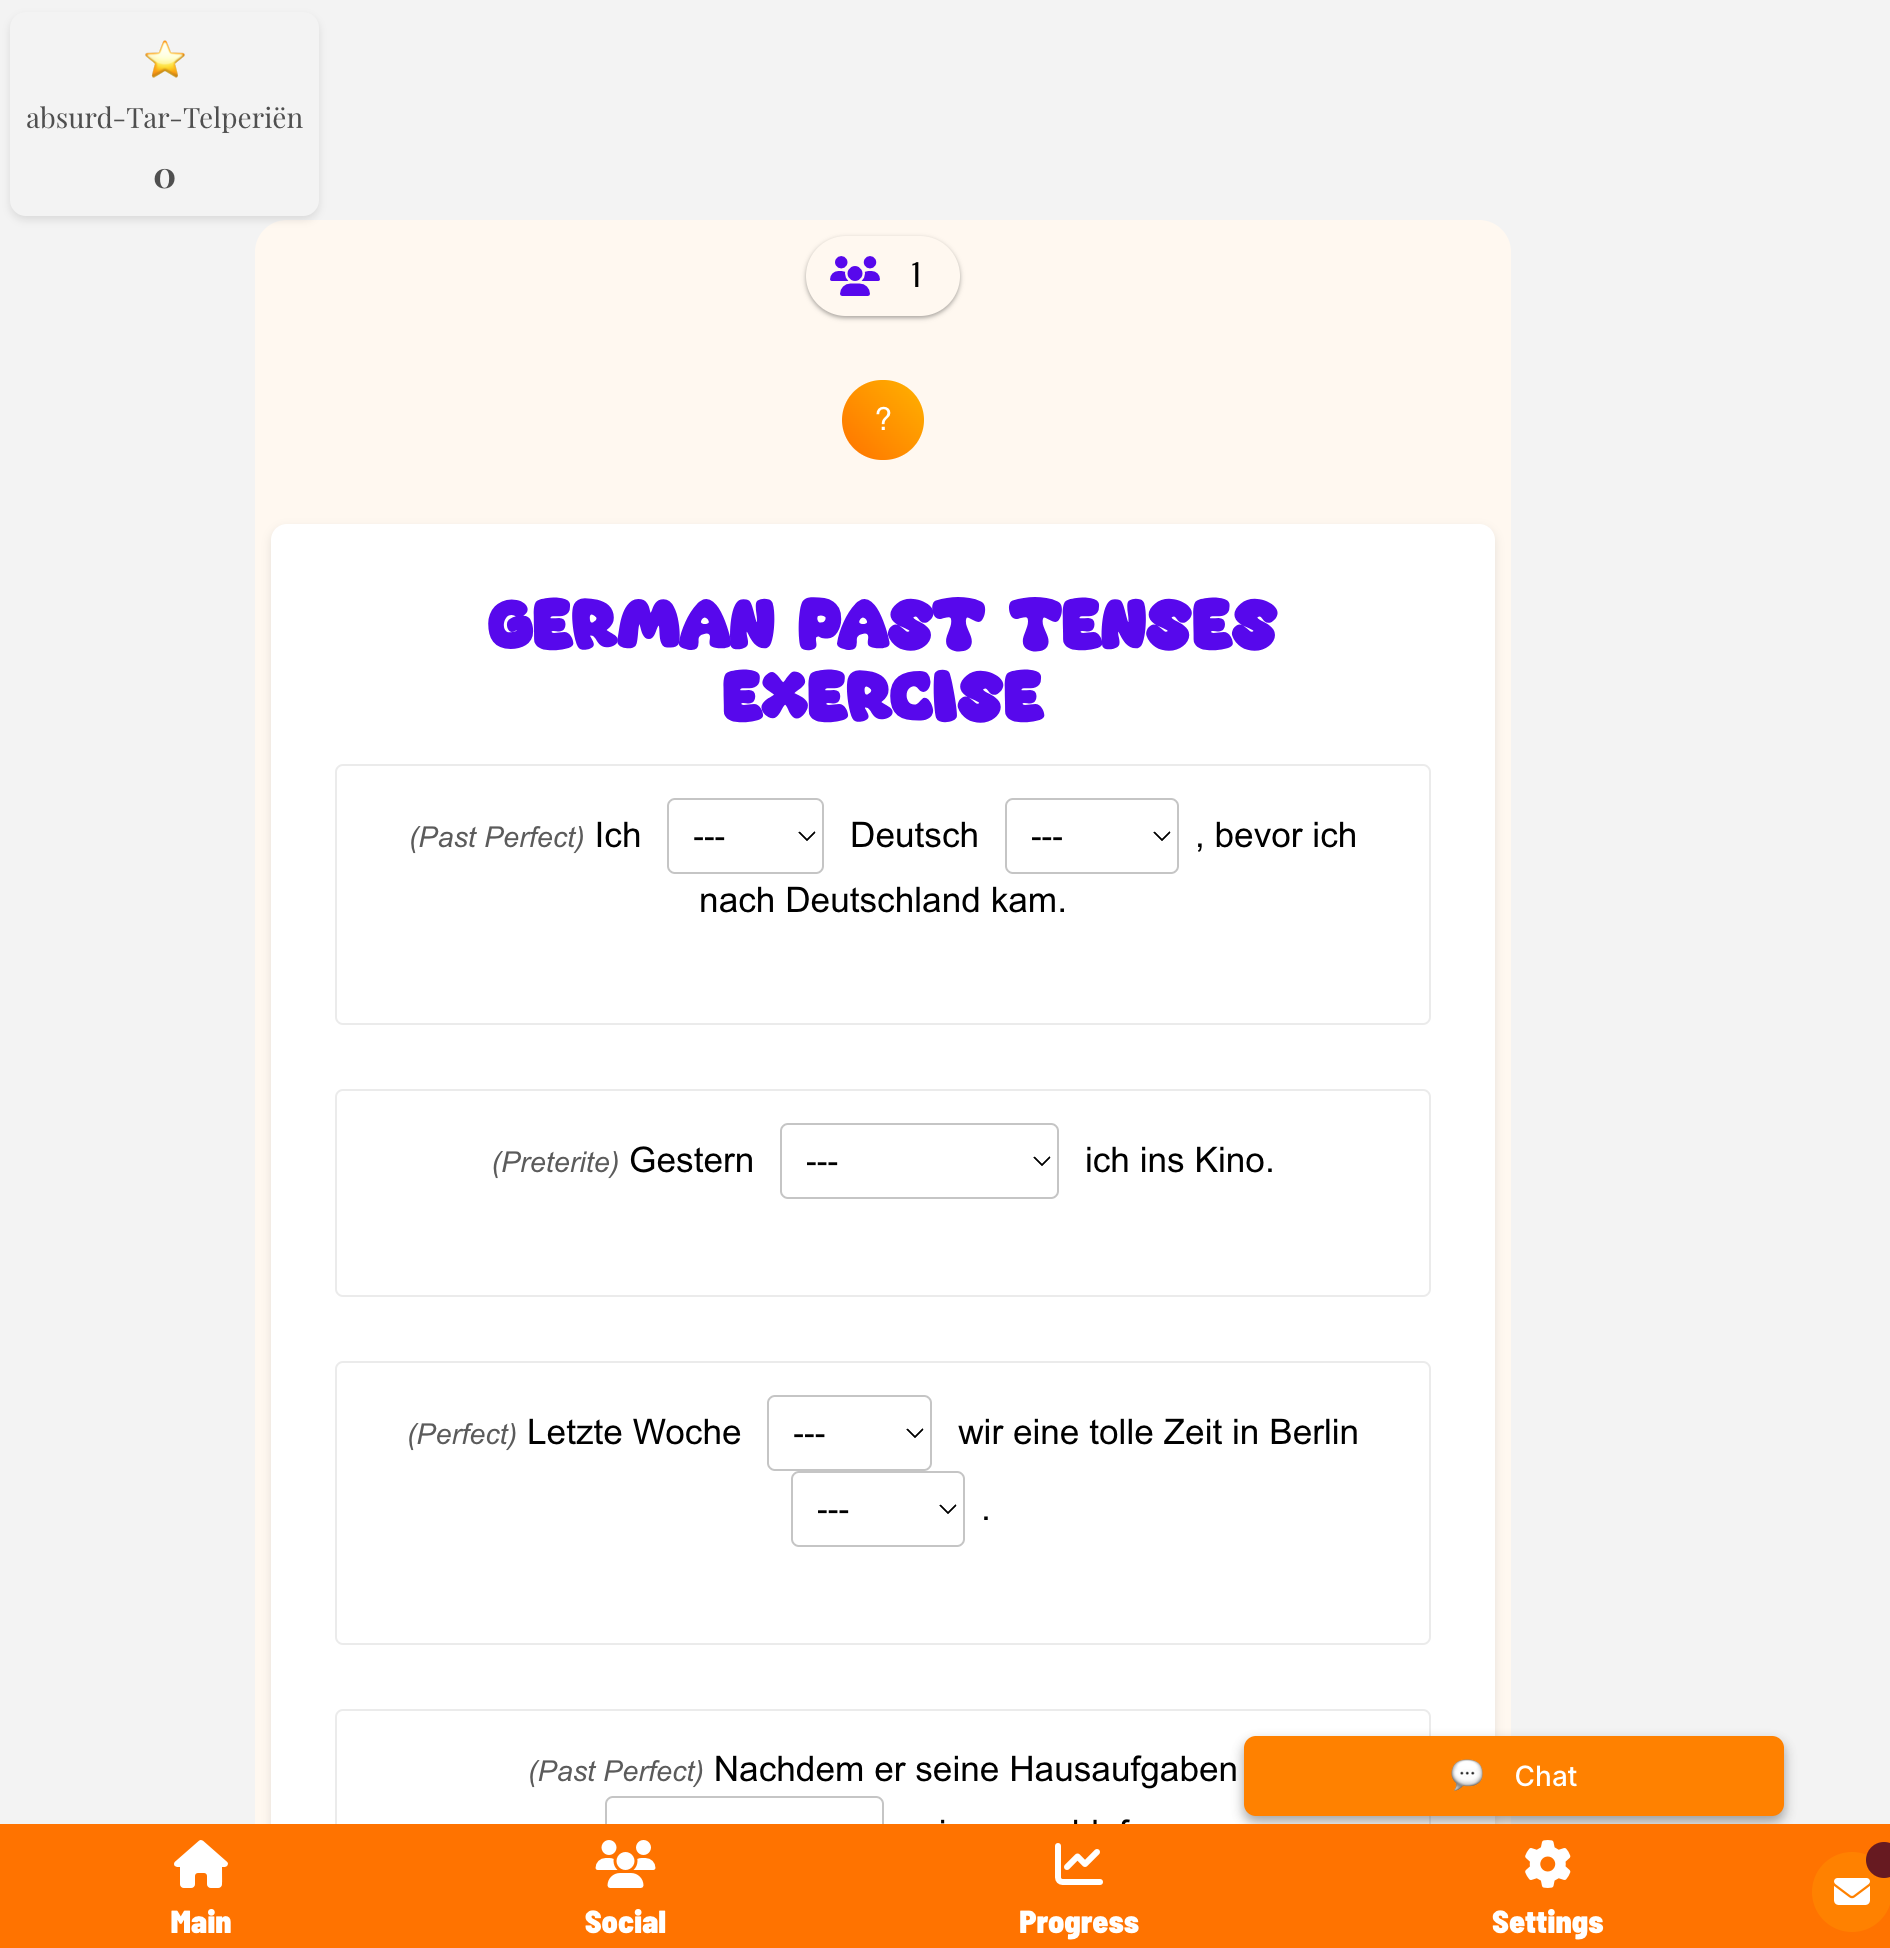 absurd-Tar-Telperiën
0
1
?
GERMAN PAST TENSES
EXERCISE
(Past Perfect) Ich --- Deutsch --- , bevor ich
nach Deutschland kam.
(Preterite) Gestern --- ich ins Kino.
(Perfect) Letzte Woche --- wir eine tolle Zeit in Berlin
--- .
(Past Perfect) Nachdem er seine Hausaufgaben
Chat
Main Social Progress Settings